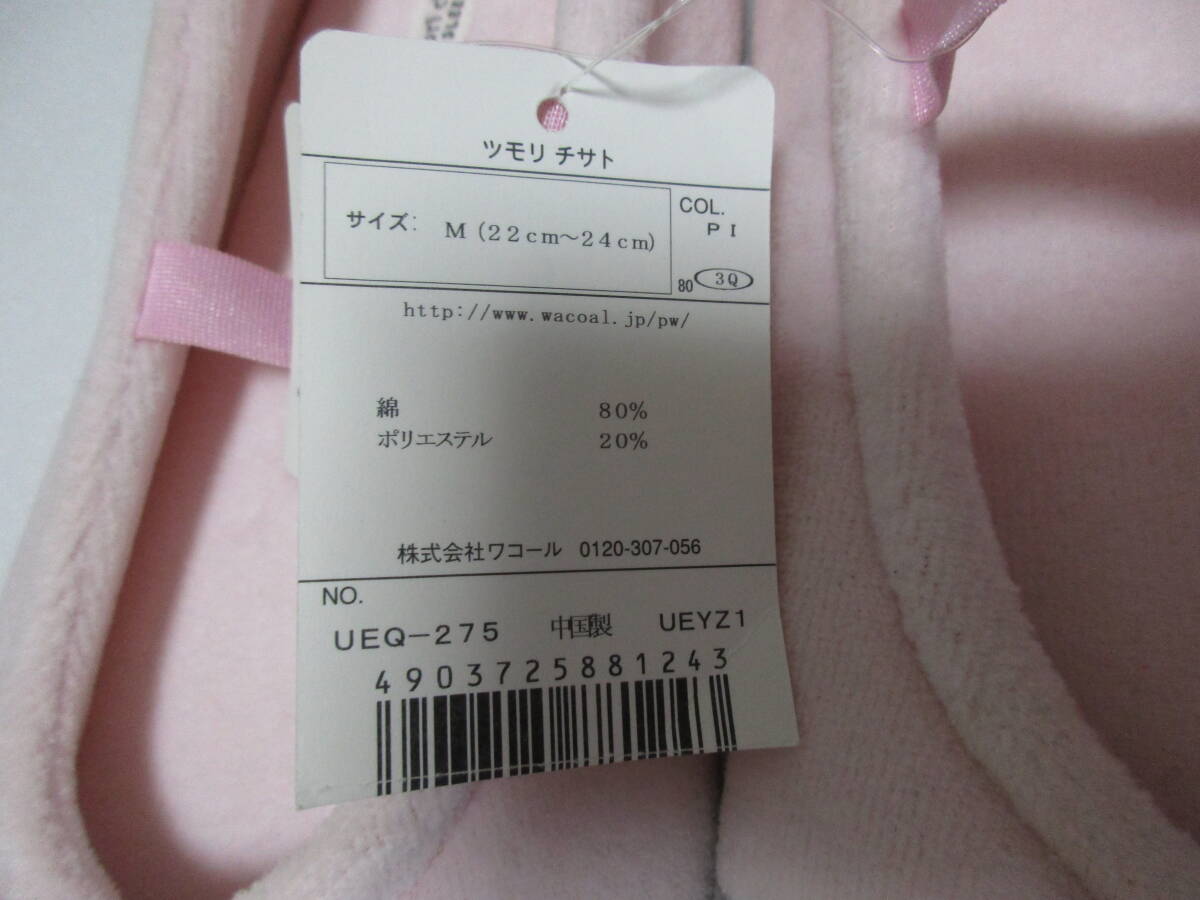 ツモリ チサト
サイズ: M (22cm〜24cm)
COL.
PI
80 3Q
http://www.wacoal.jp/pw/
綿 80%
ポリエステル 20%
株式会社ワコール 0120-307-056
NO.
UEQ-275 中国製 UEYZ1
4903725881243